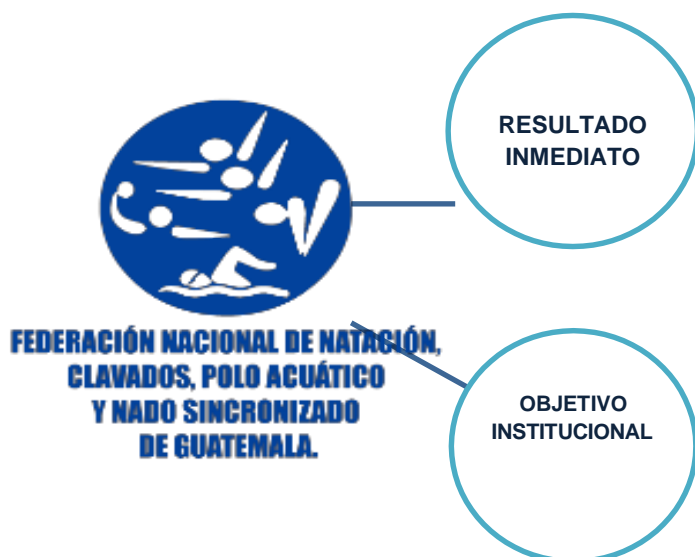 RESULTADO
INMEDIATO
FEDERACIÓN NACIONAL DE NATACIÓN,
CLAVADOS, POLO ACUÁTICO
Y NADO SINCRONIZADO
DE GUATEMALA.
OBJETIVO
INSTITUCIONAL